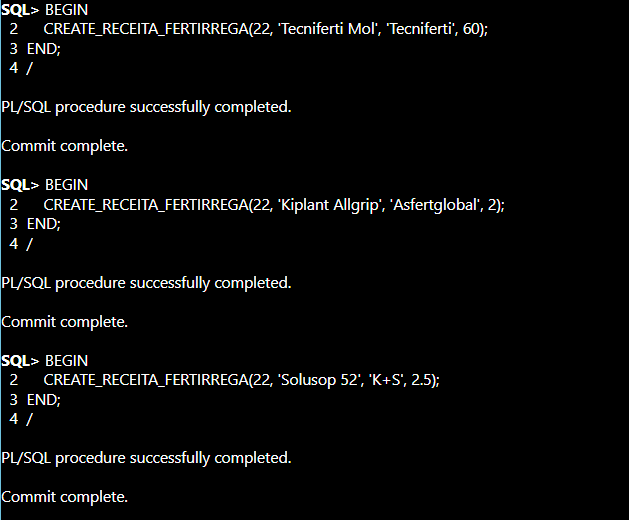 SQL> BEGIN
2 CREATE_RECEITA_FERTIRREGA(22, 'Tecniferti Mol', 'Tecniferti', 60);
3 END;
4 /
PL/SQL procedure successfully completed.
Commit complete.
SQL> BEGIN
2 CREATE_RECEITA_FERTIRREGA(22, 'Kiplant Allgrip', 'Asfertglobal', 2);
3 END;
4 /
PL/SQL procedure successfully completed.
Commit complete.
SQL> BEGIN
2 CREATE_RECEITA_FERTIRREGA(22, 'Solusop 52', 'K+S', 2.5);
3 END;
4 /
PL/SQL procedure successfully completed.
Commit complete.